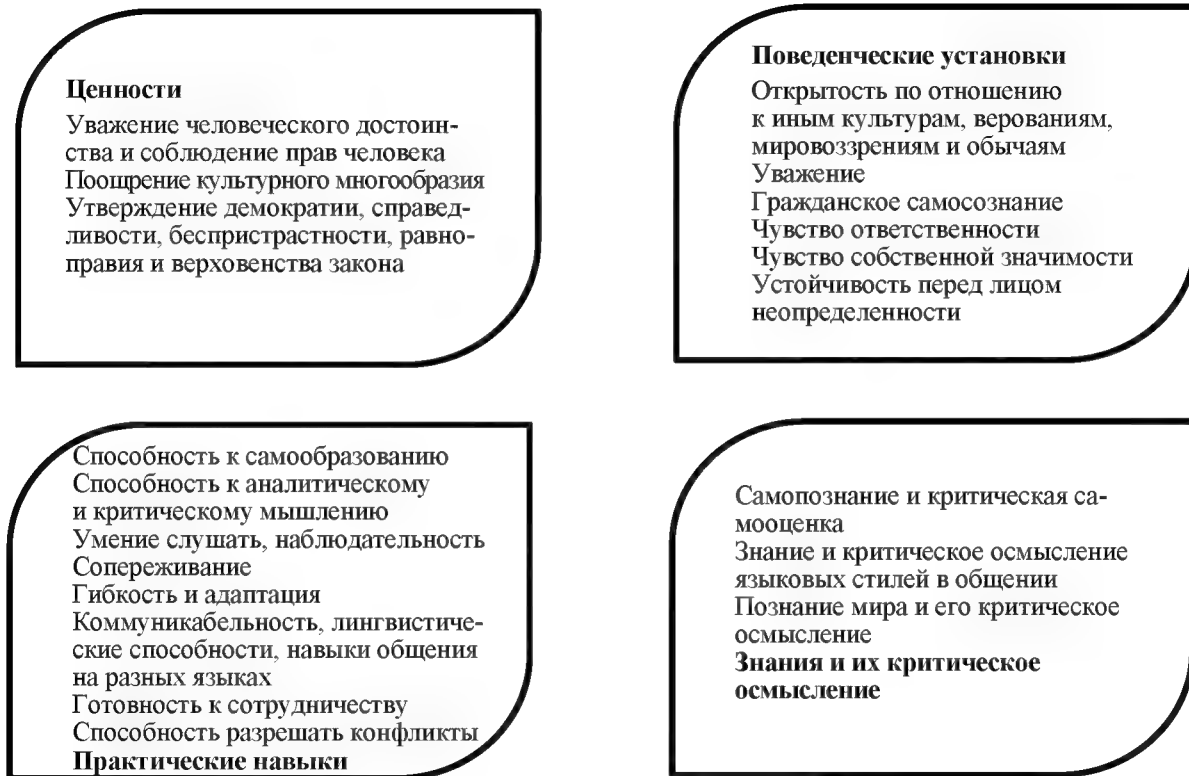 Ценности
Уважение человеческого достоин-
ства и соблюдение прав человека
Поощрение культурного многообразия
Утверждение демократии, справед-
ливости, беспристрастности, равно-
правия и верховенства закона
Поведенческие установки
Открытость по отношению
к иным культурам, верованиям,
мировоззрениям и обычаям
Уважение
Гражданское самосознание
Чувство ответственности
Чувство собственной значимости
Устойчивость перед лицом
неопределенности
Способность к самообразованию
Способность к аналитическому
и критическому мышлению
Умение слушать, наблюдательность
Сопереживание
Гибкость и адаптация
Коммуникабельность, лингвистиче-
ские способности, навыки общения
на разных языках
Готовность к сотрудничеству
Способность разрешать конфликты
Практические навыки
Самопознание и критическая са-
мооценка
Знание и критическое осмысление
языковых стилей в общении
Познание мира и его критическое
осмысление
Знания и их критическое
осмысление